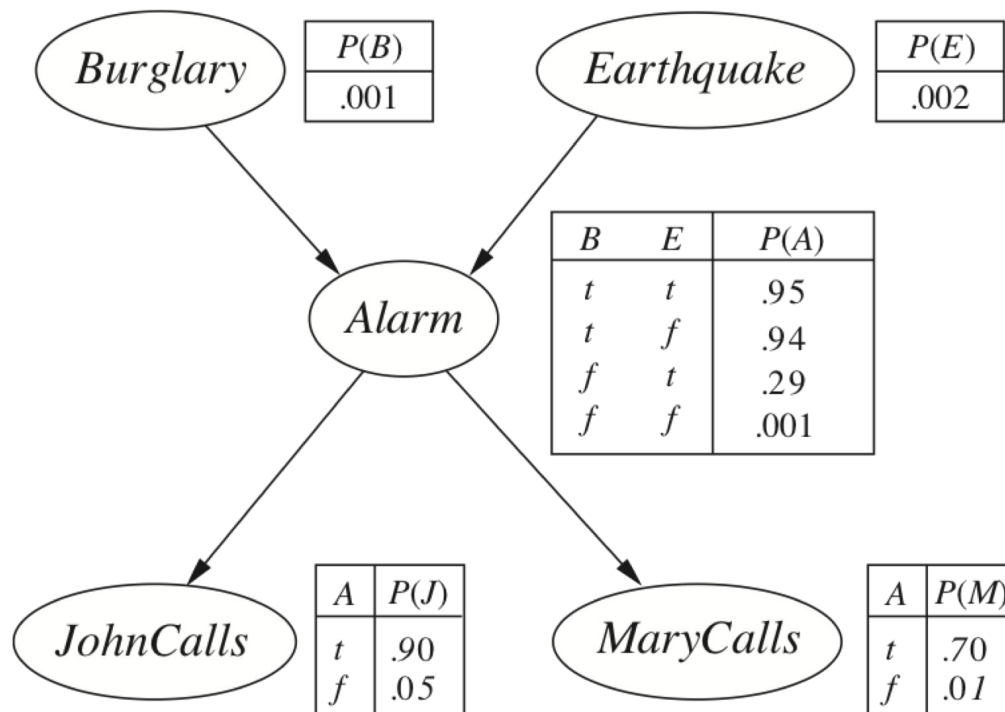 Burglary
P(B)
.001
Earthquake
P(E)
.002
Alarm
B E P(A)
t t .95
t f .94
f t .29
f f .001
JohnCalls
A P(J)
t .90
f .05
MaryCalls
A P(M)
t .70
f .01